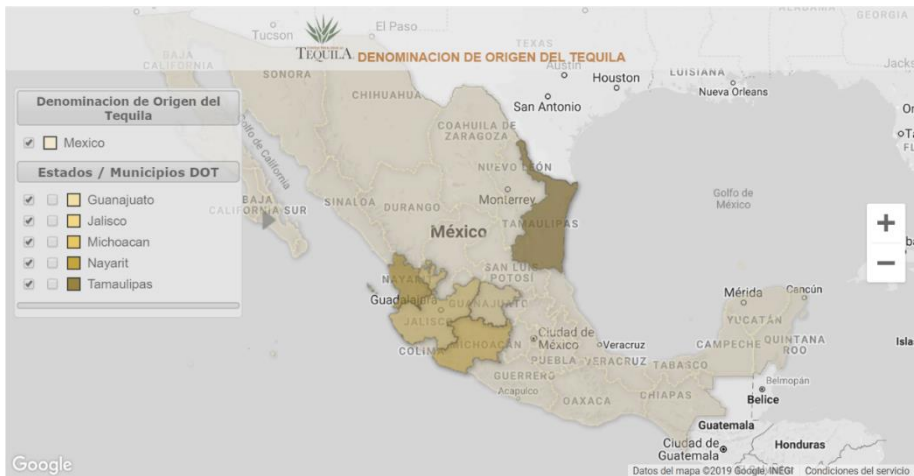 TEQUILA
DENOMINACION DE ORIGEN DEL TEQUILA
Tucson
El Paso
TEXAS
Austin
Houston
San Antonio
LUISIANA
Nueva Orleans
ALABAMA
GEORGIA
Jacks
BAJA
CALIFORNIA
SONORA
CHIHUAHUA
COAHUILA DE
ZARAGOZA
NUEVO LEÓN
Monterrey
Golfo de California
BAJA
CALIFORNIA SUR
SINALOA
DURANGO
TAMAULIPAS
México
Golfo de
México
Denominacion de Origen del
Tequila
Mexico
Estados / Municipios DOT
Guanajuato
Jalisco
Michoacan
Nayarit
Tamaulipas
+
−
SAN LUIS
POTOSÍ
NAYARIT
Guadalajara
GUANAJUATO
JALISCO
COLIMA
MICHOACÁN
Ciudad de
México
PUEBLA
VERACRUZ
Veracruz
GUERRERO
Acapulco
OAXACA
TABASCO
CHIAPAS
Mérida
Cancún
YUCATÁN
CAMPECHE
QUINTANA
ROO
Belmopán
Belice
Guatemala
Ciudad de
Guatemala
Honduras
Google
Datos del mapa ©2019 Google, INEGI
Condiciones del servicio